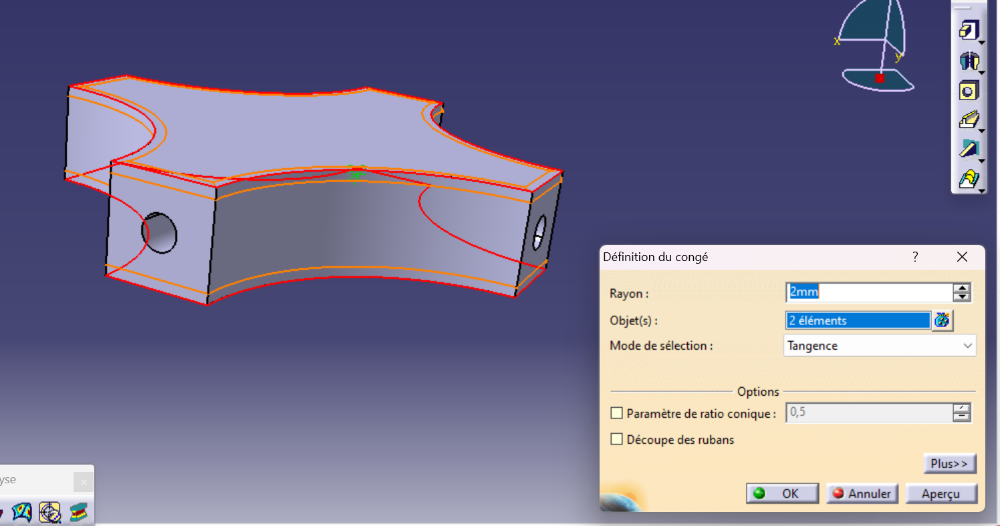 x
y
Définition du congé ?
Rayon : 2mm
Objet(s) : 2 éléments
Mode de sélection : Tangence
Options
Paramètre de ratio conique : 0,5
Découpe des rubans
Plus>>
OK Annuler Aperçu
yse